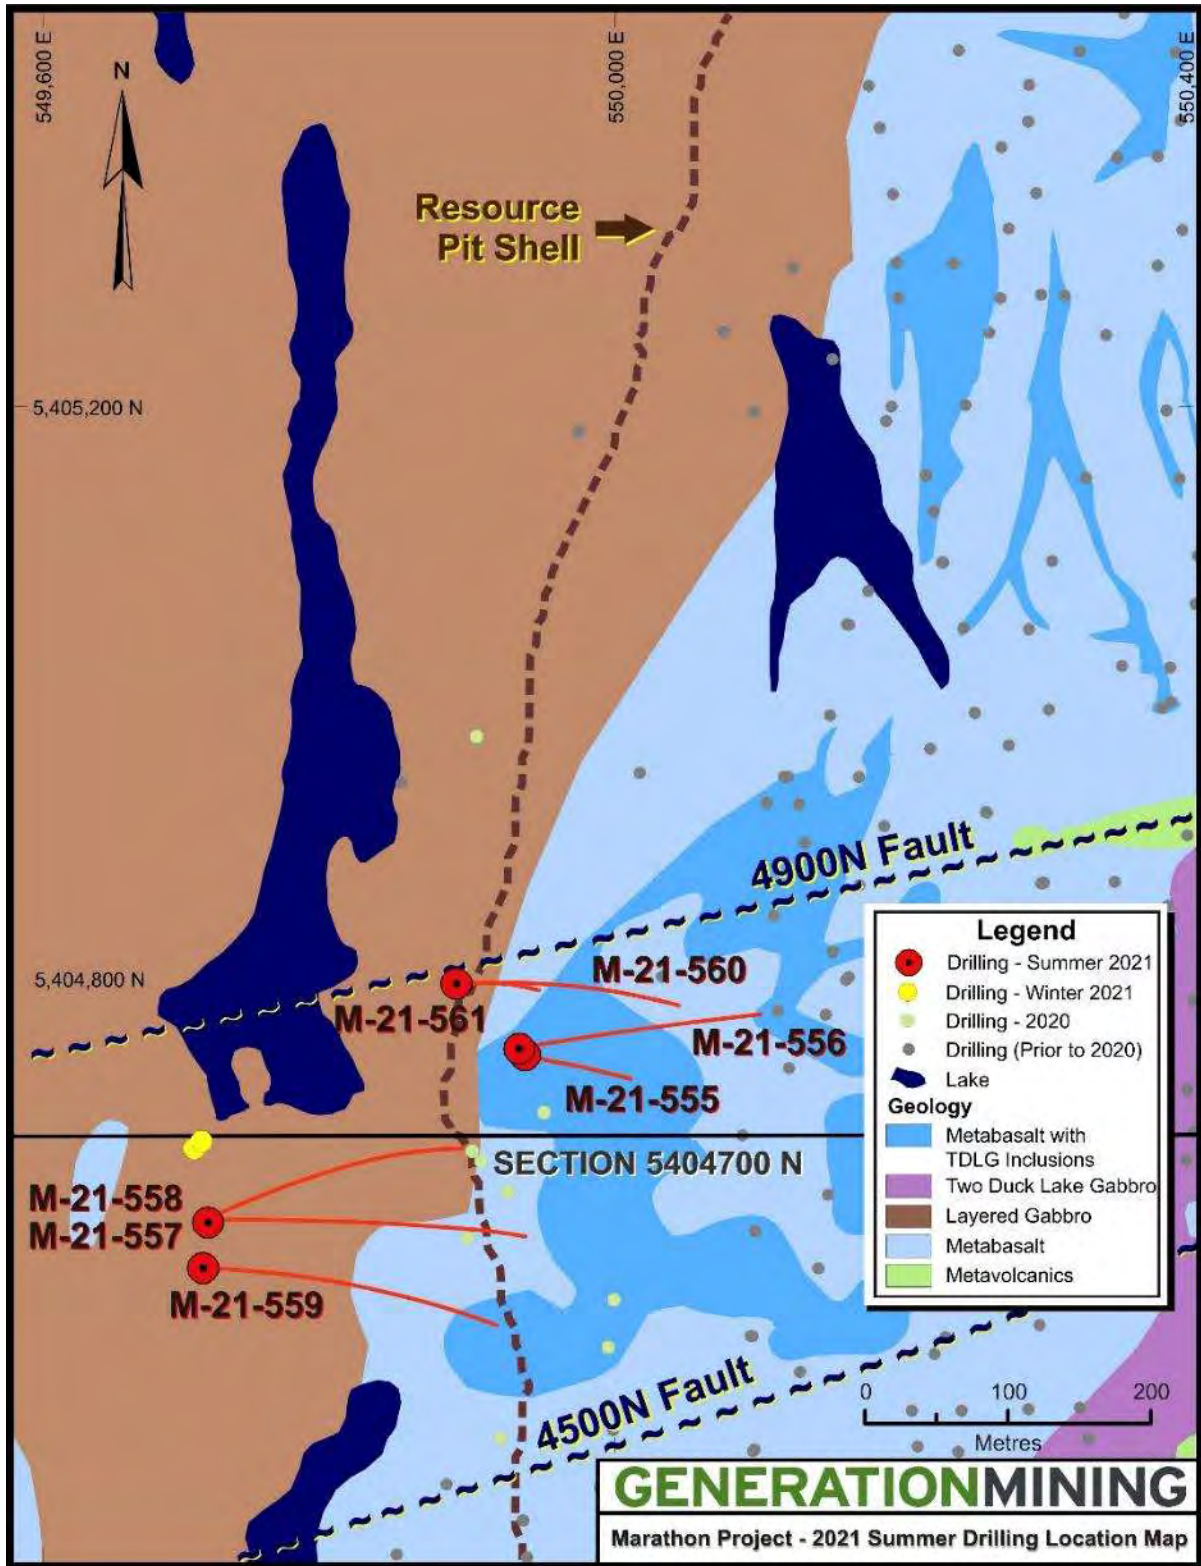 549,600 E
550,000 E
550,400 E
N
Resource
Pit Shell
5,405,200 N
4900N Fault
5,404,800 N
M-21-560
M-21-561
M-21-556
M-21-555
SECTION 5404700 N
M-21-558
M-21-557
M-21-559
4500N Fault
Legend
Drilling - Summer 2021
Drilling - Winter 2021
Drilling - 2020
Drilling (Prior to 2020)
Lake
Geology
Metabasalt with
TDLG Inclusions
Two Duck Lake Gabbro
Layered Gabbro
Metabasalt
Metavolcanics
0 100 200
Metres
GENERATIONMINING
Marathon Project - 2021 Summer Drilling Location Map